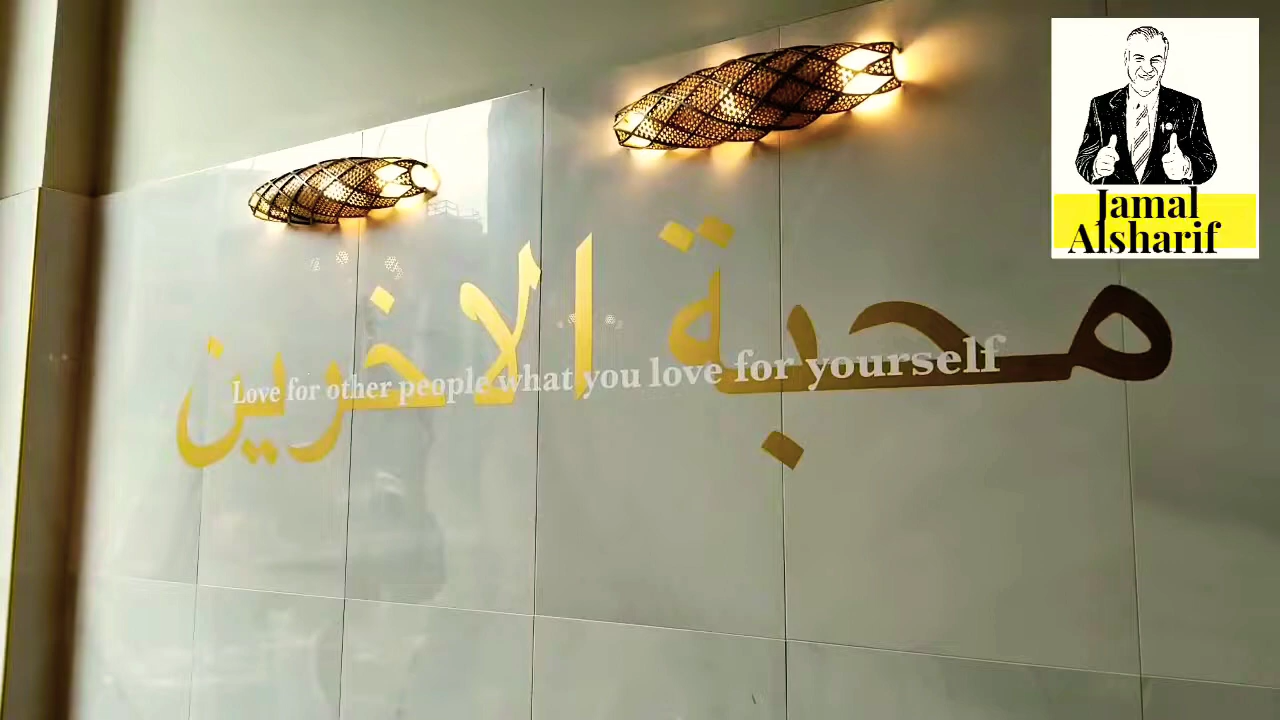 محبة الاخرين
Love for other people what you love for yourself
Jamal
Alsharif